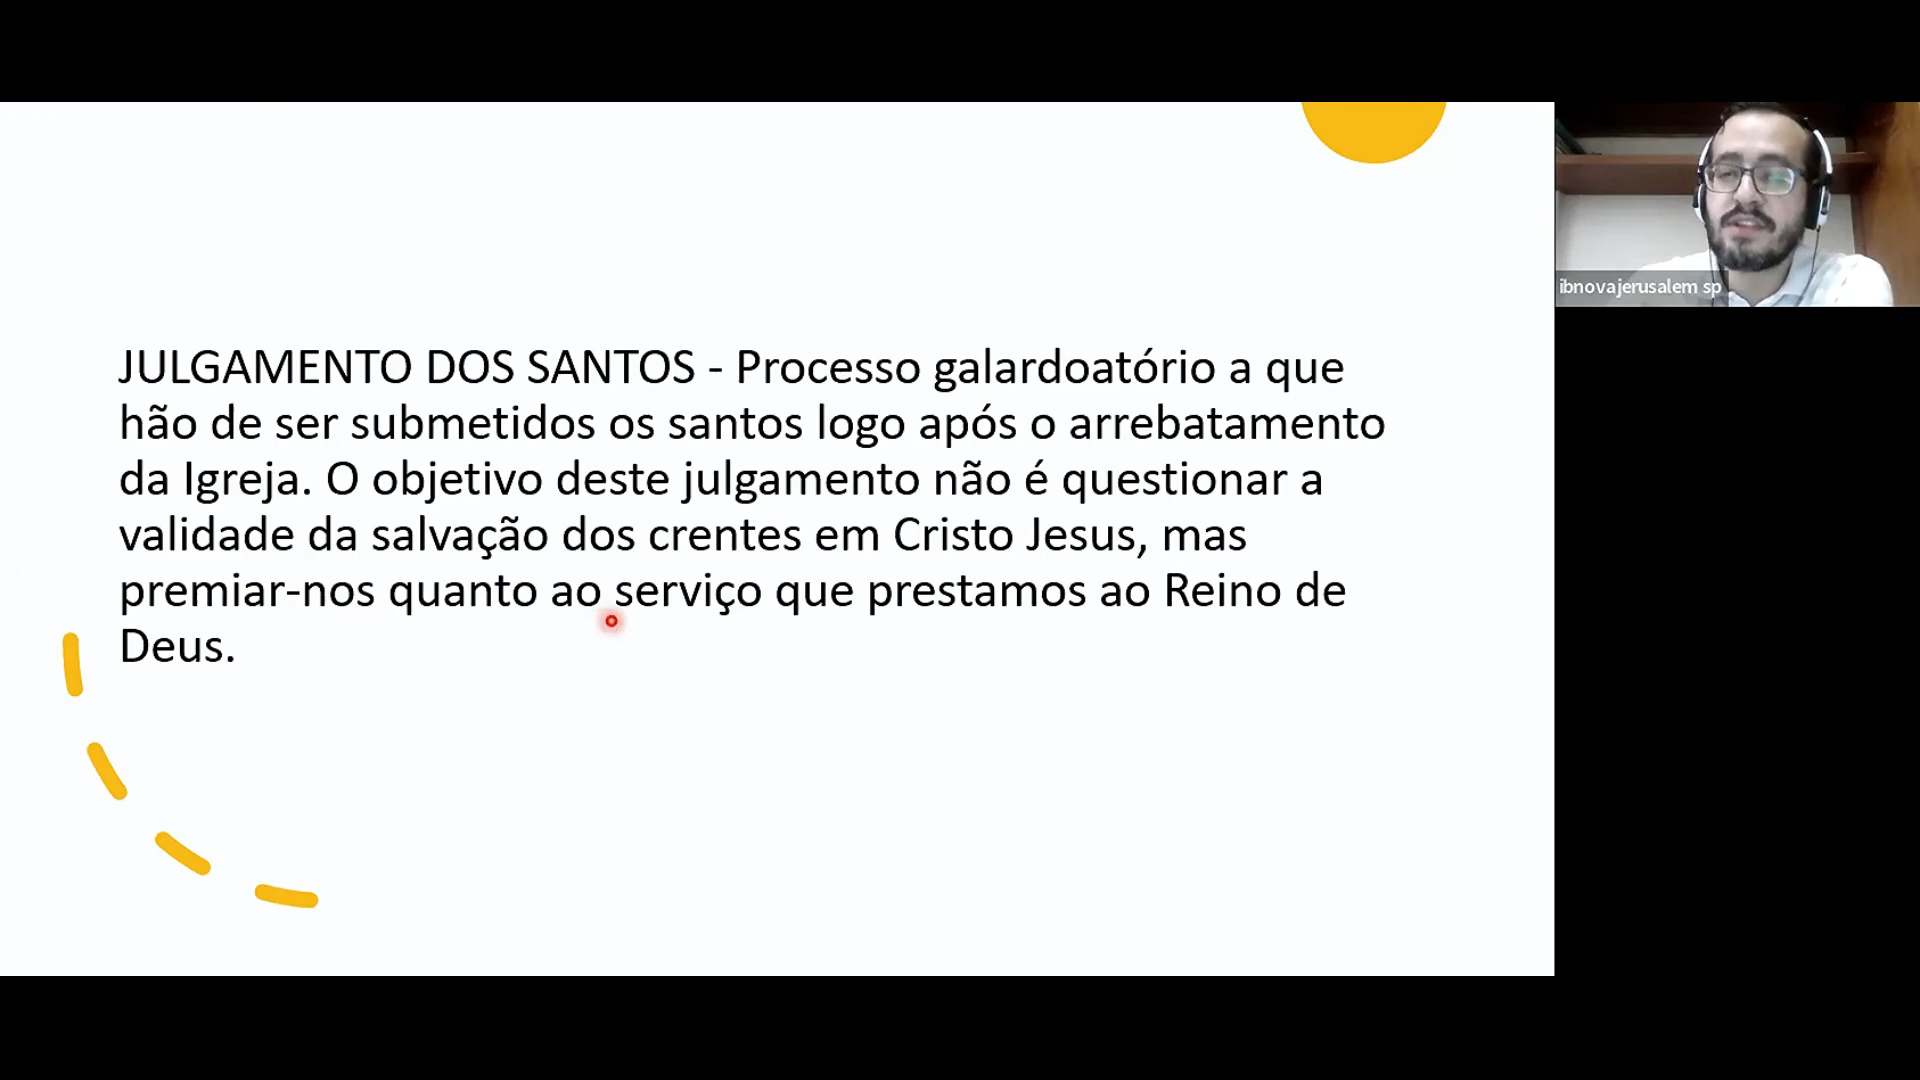 JULGAMENTO DOS SANTOS - Processo galardoatório a que
hão de ser submetidos os santos logo após o arrebatamento
da Igreja. O objetivo deste julgamento não é questionar a
validade da salvação dos crentes em Cristo Jesus, mas
premiar-nos quanto ao serviço que prestamos ao Reino de
Deus.
ibnovajerusalem sp